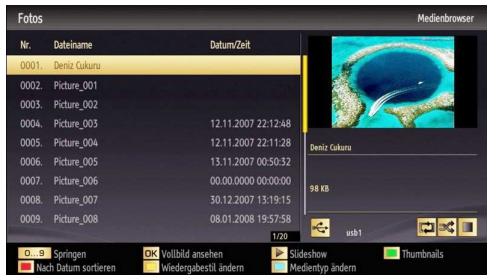 Fotos Medienbrowser
Nr. Dateiname Datum/Zeit
0001. Deniz Cukuru
0002. Picture_001
0003. Picture_002
0004. Picture_003 12.11.2007 22:12:48
0005. Picture_004 12.11.2007 22:11:28
0006. Picture_005 13.11.2007 00:50:32
0007. Picture_006 00.00.0000 00:00:00
0008. Picture_007 30.12.2007 13:19:15
0009. Picture_008 08.01.2008 19:57:58
1/20
Deniz Cukuru
98 KB
usb1
0...9 Springen OK Vollbild ansehen Slideshow Thumbnails
Nach Datum sortieren Wiedergabestil ändern Medientyp ändern